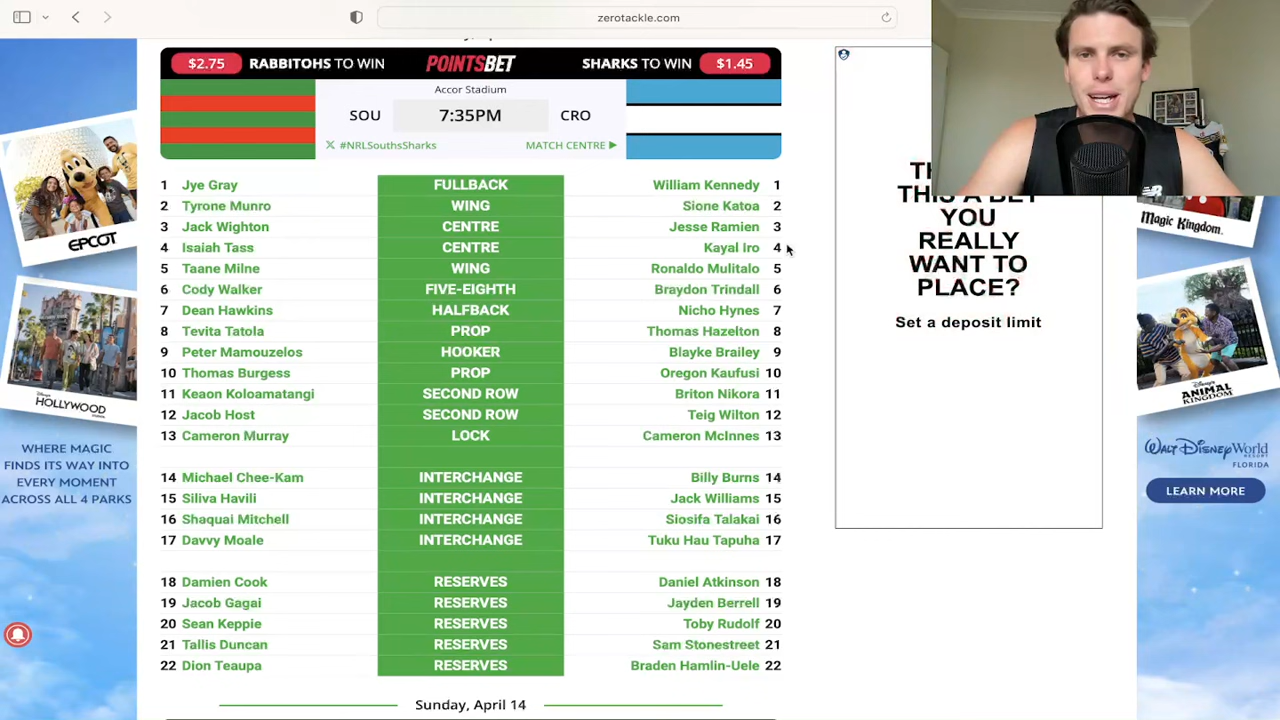 zerotackle.com
$2.75 RABBITOHS TO WIN POINTSBET SHARKS TO WIN $1.45
Accor Stadium
SOU 7:35PM CRO
#NRLSouthsSharks MATCH CENTRE ▶
1 Jye Gray FULLBACK William Kennedy 1
2 Tyrone Munro WING Sione Katoa 2
3 Jack Wighton CENTRE Jesse Ramien 3
4 Isaiah Tass CENTRE Kayal Iro 4
5 Taane Milne WING Ronaldo Mulitalo 5
6 Cody Walker FIVE-EIGHTH Braydon Trindall 6
7 Dean Hawkins HALFBACK Nicho Hynes 7
8 Tevita Tatola PROP Thomas Hazelton 8
9 Peter Mamouzelos HOOKER Blayke Brailey 9
10 Thomas Burgess PROP Oregon Kaufusi 10
11 Keaon Koloamatangi SECOND ROW Briton Nikora 11
12 Jacob Host SECOND ROW Teig Wilton 12
13 Cameron Murray LOCK Cameron McInnes 13
14 Michael Chee-Kam INTERCHANGE Billy Burns 14
15 Siliva Havili INTERCHANGE Jack Williams 15
16 Shaquai Mitchell INTERCHANGE Siosifa Talakai 16
17 Davvy Moale INTERCHANGE Tuku Hau Tapuha 17
18 Damien Cook RESERVES Daniel Atkinson 18
19 Jacob Gagai RESERVES Jayden Berrell 19
20 Sean Keppie RESERVES Toby Rudolf 20
21 Tallis Duncan RESERVES Sam Stonestreet 21
22 Dion Teaupa RESERVES Braden Hamlin-Uele 22
Sunday, April 14
EPCOT
Disney's
HOLLYWOOD
WHERE MAGIC
FINDS ITS WAY INTO
EVERY MOMENT
ACROSS ALL 4 PARKS
THIS A BET
YOU
REALLY
WANT TO
PLACE?
Set a deposit limit
Magic Kingdom
Disney's
ANIMAL
KINGDOM
WALT DISNEY World
RESORT
FLORIDA
LEARN MORE